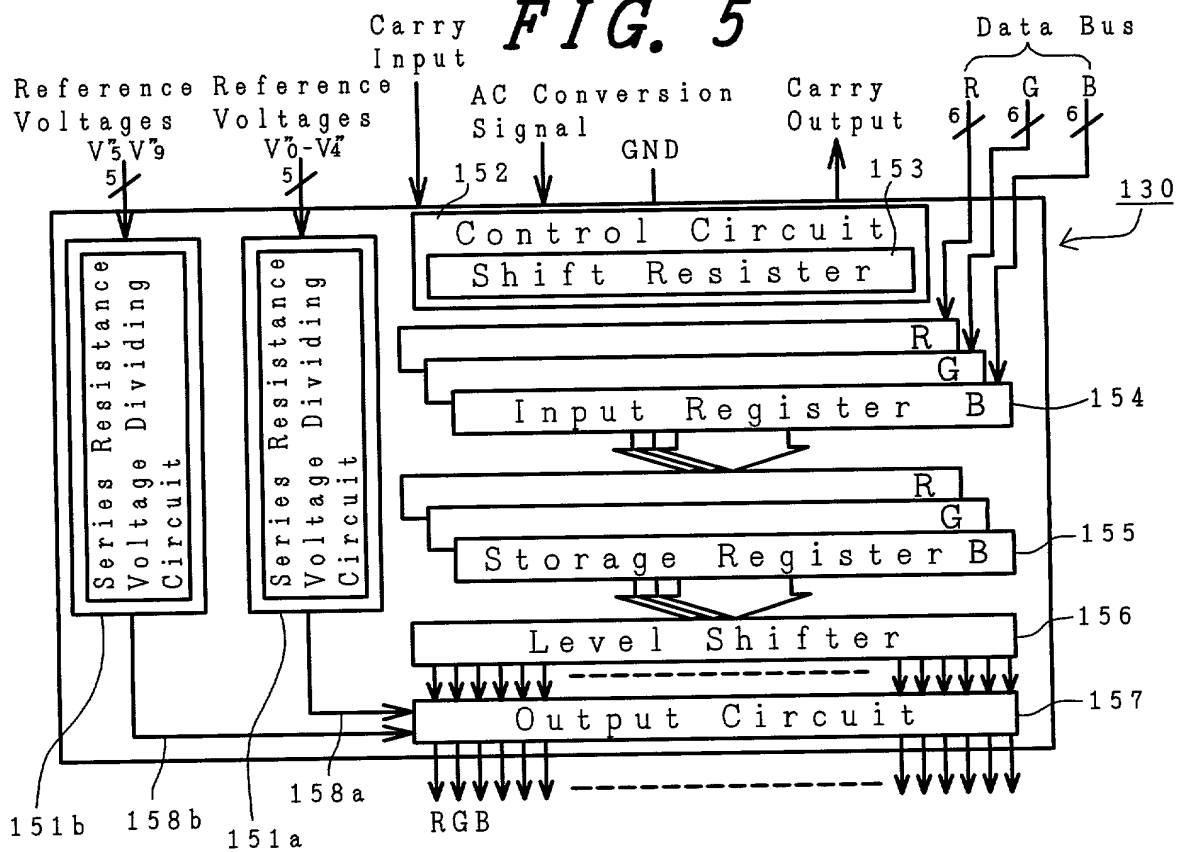 FIG. 5
Carry
Input
Data Bus
Reference
Voltages
V"5-V"9
5
Reference
Voltages
V"0-V"4
5
AC Conversion
Signal
GND
Carry
Output
R
G
B
6
6
6
152
153
130
Control Circuit
Shift Resister
Series Resistance
Voltage Dividing
Circuit
Series Resistance
Voltage Dividing
Circuit
R
G
Input Register B
154
R
G
Storage Register B
155
Level Shifter
156
Output Circuit
157
RGB
151b
158b
151a
158a